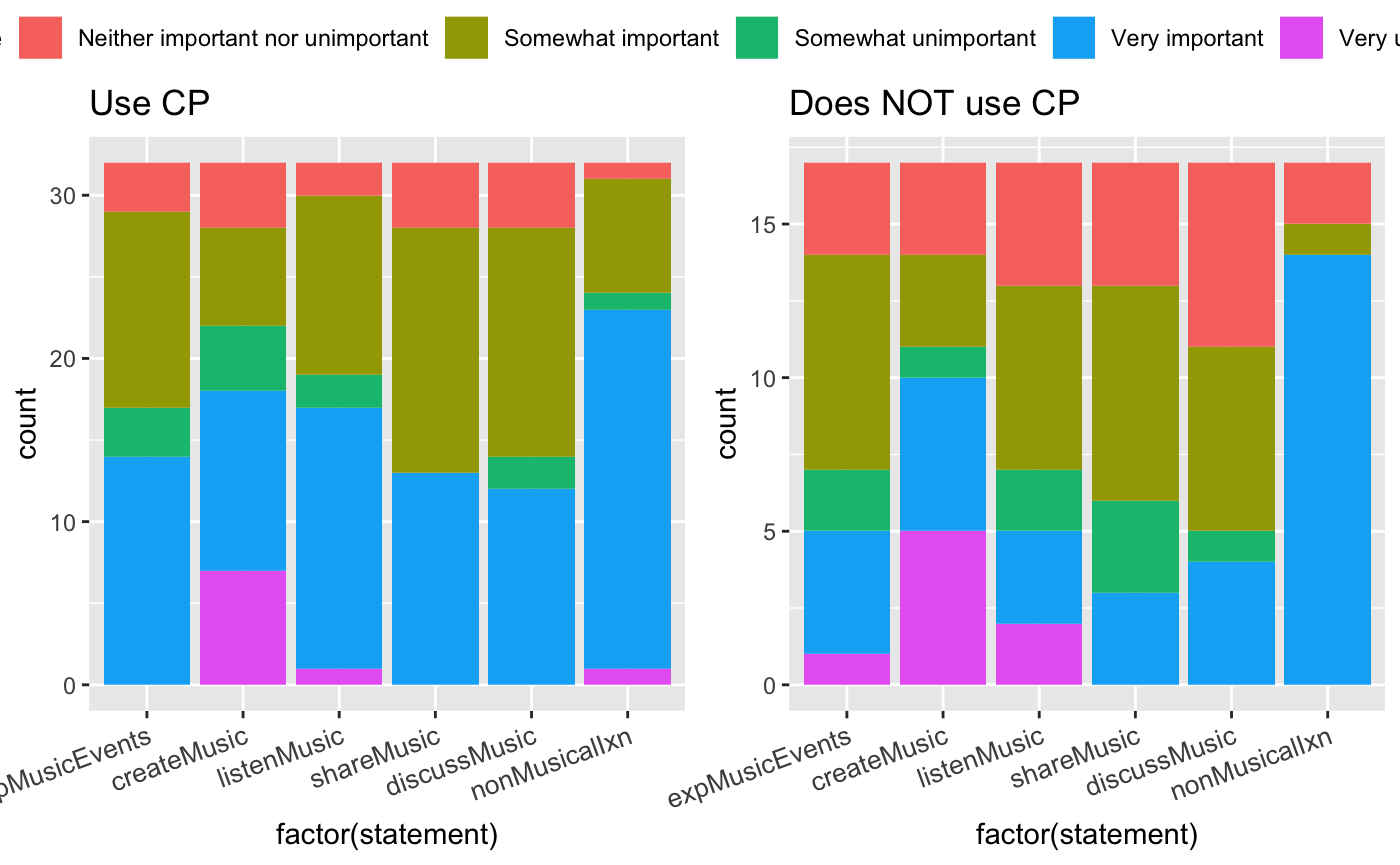 Neither important nor unimportant Somewhat important Somewhat unimportant Very important Very
Use CP Does NOT use CP
count
30
20
10
0
count
15
10
5
0
pMusicEvents createMusic listenMusic shareMusic discussMusic nonMusicalIxn
expMusicEvents createMusic listenMusic shareMusic discussMusic nonMusicalIxn
factor(statement) factor(statement)